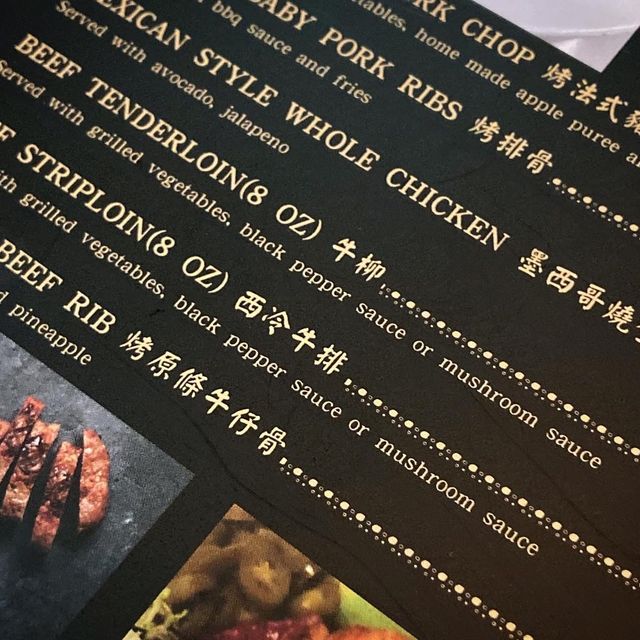 RK CHOP 烤法式豬
tables, home made apple puree a
BABY PORK RIBS 烤排骨
bbq sauce and fries
MEXICAN STYLE WHOLE CHICKEN 墨西哥燒
Served with avocado, jalapeno
BEEF TENDERLOIN(8 OZ) 牛柳
Served with grilled vegetables, black pepper sauce or mushroom sauce
F STRIPLOIN(8 OZ) 西冷牛排
with grilled vegetables, black pepper sauce or mushroom sauce
BEEF RIB 烤原條牛仔骨
d pineapple